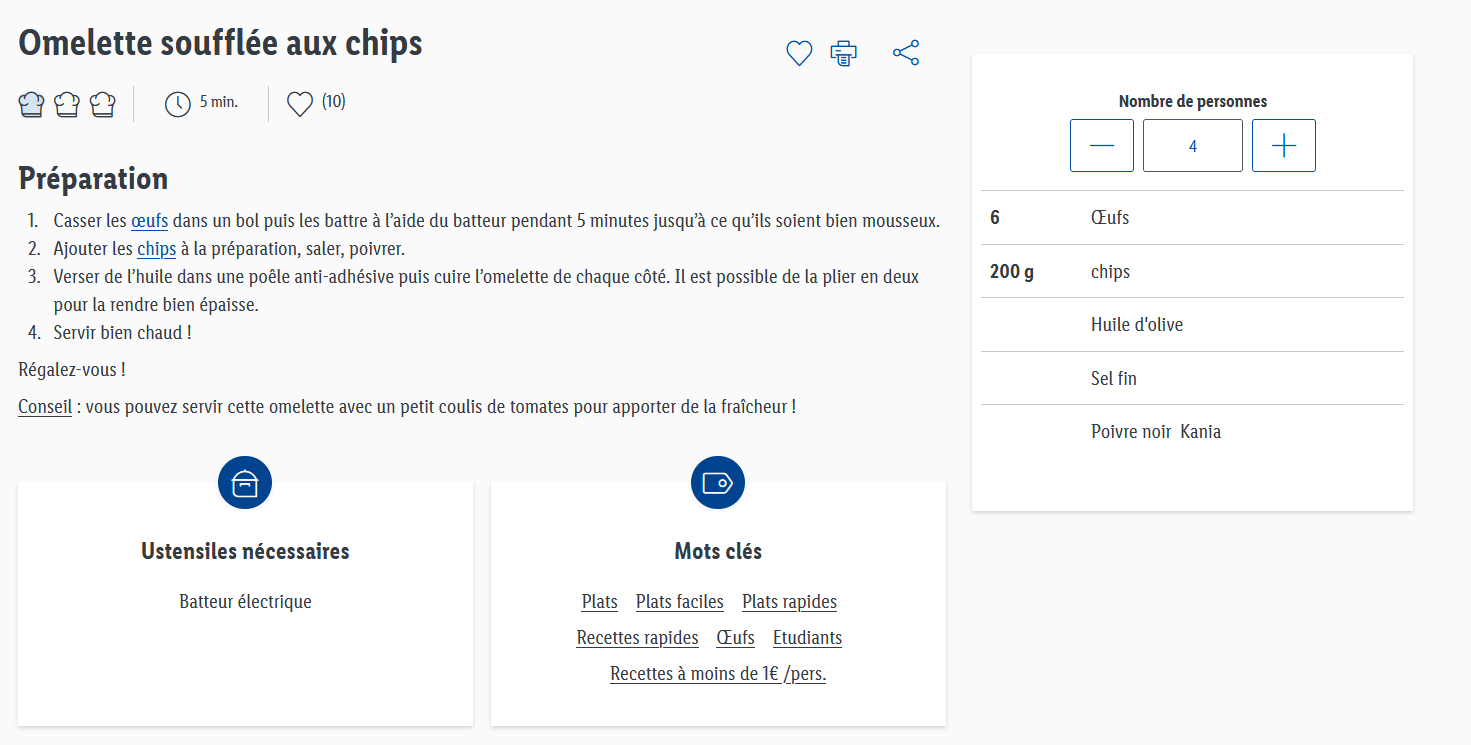 Omelette soufflée aux chips
5 min.
(10)
Préparation
1. Casser les œufs dans un bol puis les battre à l’aide du batteur pendant 5 minutes jusqu’à ce qu’ils soient bien mousseux.
2. Ajouter les chips à la préparation, saler, poivrer.
3. Verser de l’huile dans une poêle anti-adhésive puis cuire l’omelette de chaque côté. Il est possible de la plier en deux
pour la rendre bien épaisse.
4. Servir bien chaud !
Régalez-vous !
Conseil : vous pouvez servir cette omelette avec un petit coulis de tomates pour apporter de la fraîcheur !
Ustensiles nécessaires
Batteur électrique
Mots clés
Plats Plats faciles Plats rapides
Recettes rapides Œufs Etudiants
Recettes à moins de 1€ /pers.
Nombre de personnes
4
6 Œufs
200 g chips
Huile d'olive
Sel fin
Poivre noir Kania